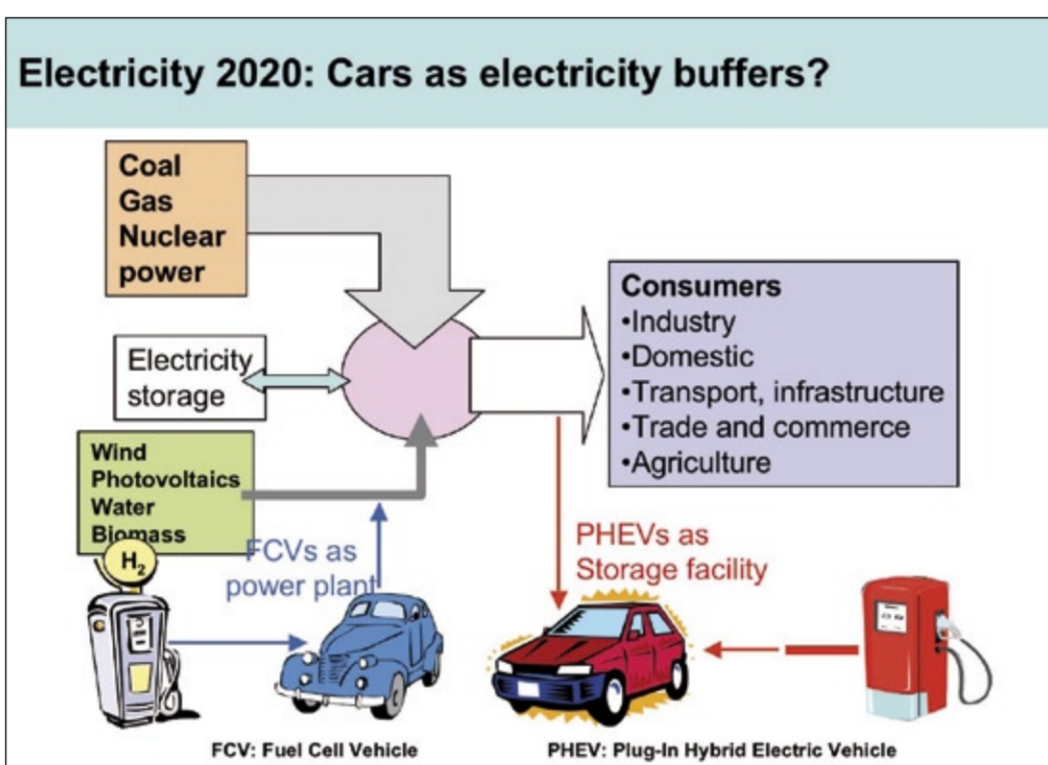 Electricity 2020: Cars as electricity buffers?
Coal
Gas
Nuclear
power
Electricity
storage
Consumers
•Industry
•Domestic
•Transport, infrastructure
•Trade and commerce
•Agriculture
Wind
Photovoltaics
Water
Biomass
H2
FCVs as
power plant
PHEVs as
Storage facility
FCV: Fuel Cell Vehicle
PHEV: Plug-In Hybrid Electric Vehicle